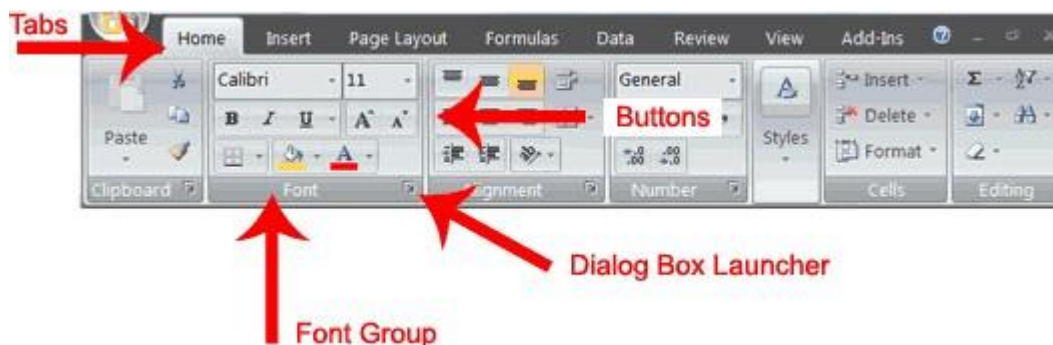 Tabs
Home Insert Page Layout Formulas Data Review View Add-Ins
Calibri 11 General Insert Σ
B I U A A Buttons Delete
Paste Styles Format
A
Clipboard Font Number Cells Editing
Dialog Box Launcher
Font Group